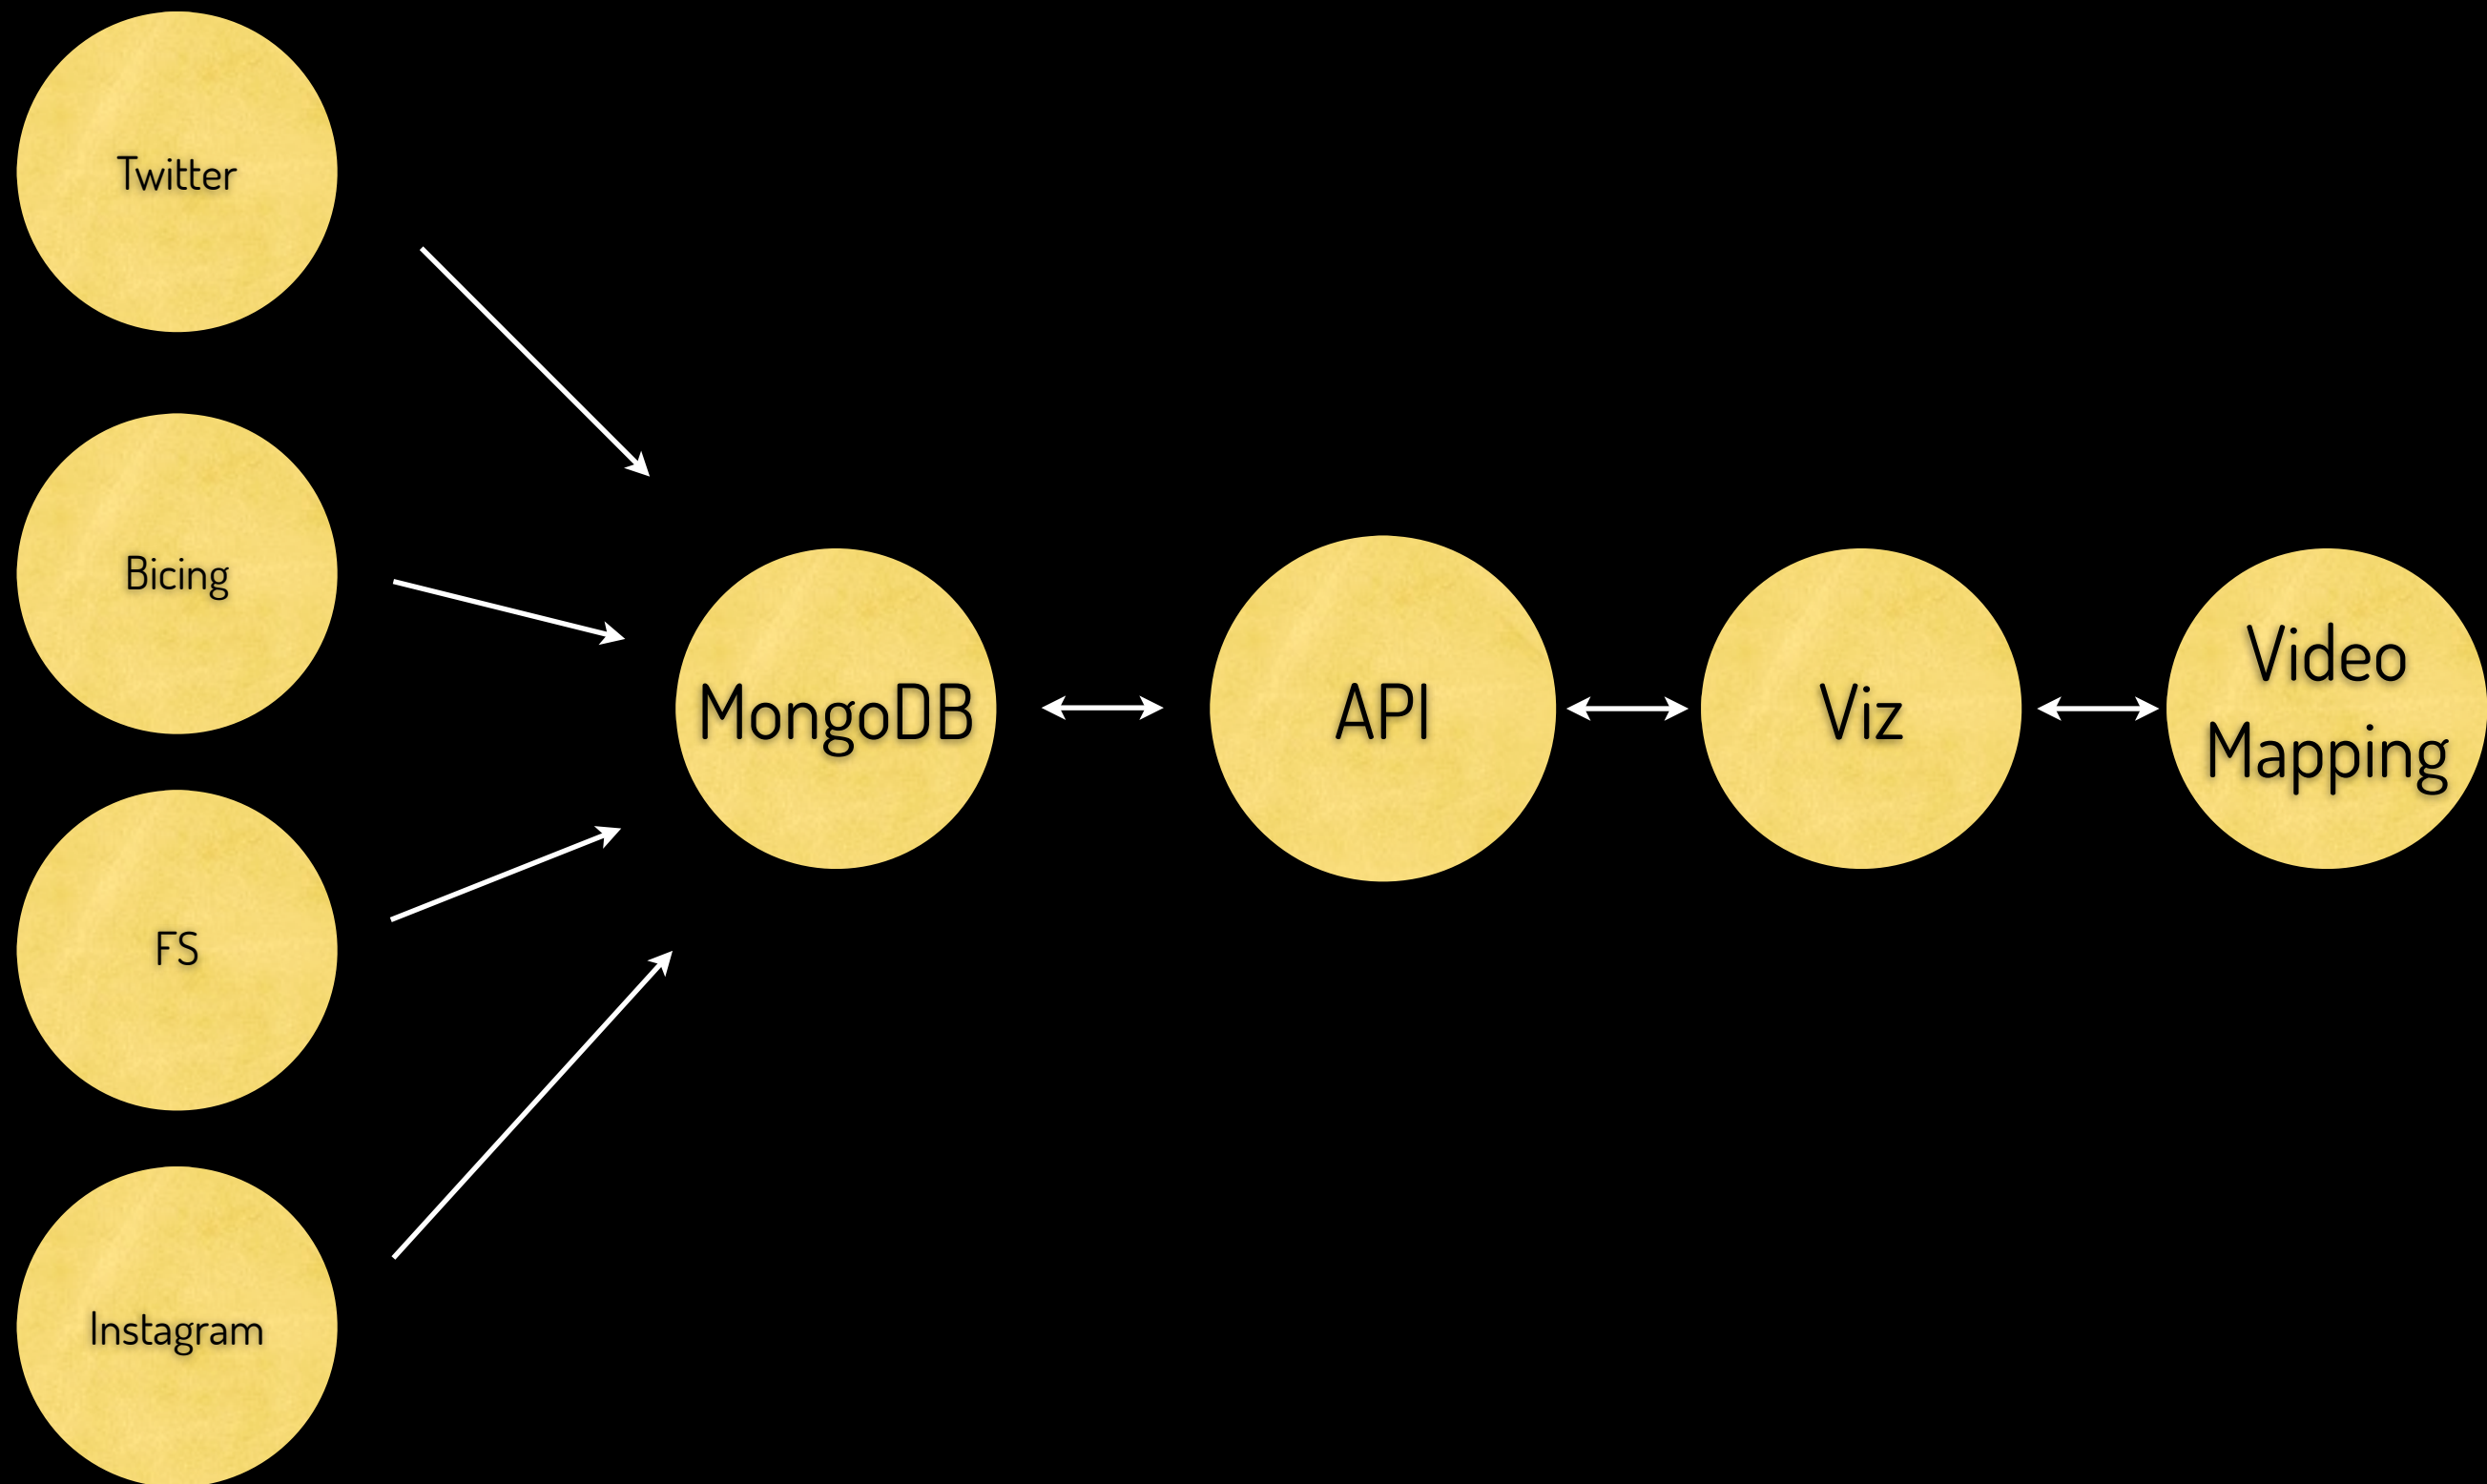 Twitter
Bicing
FS
Instagram
MongoDB
API
Viz
Video
Mapping